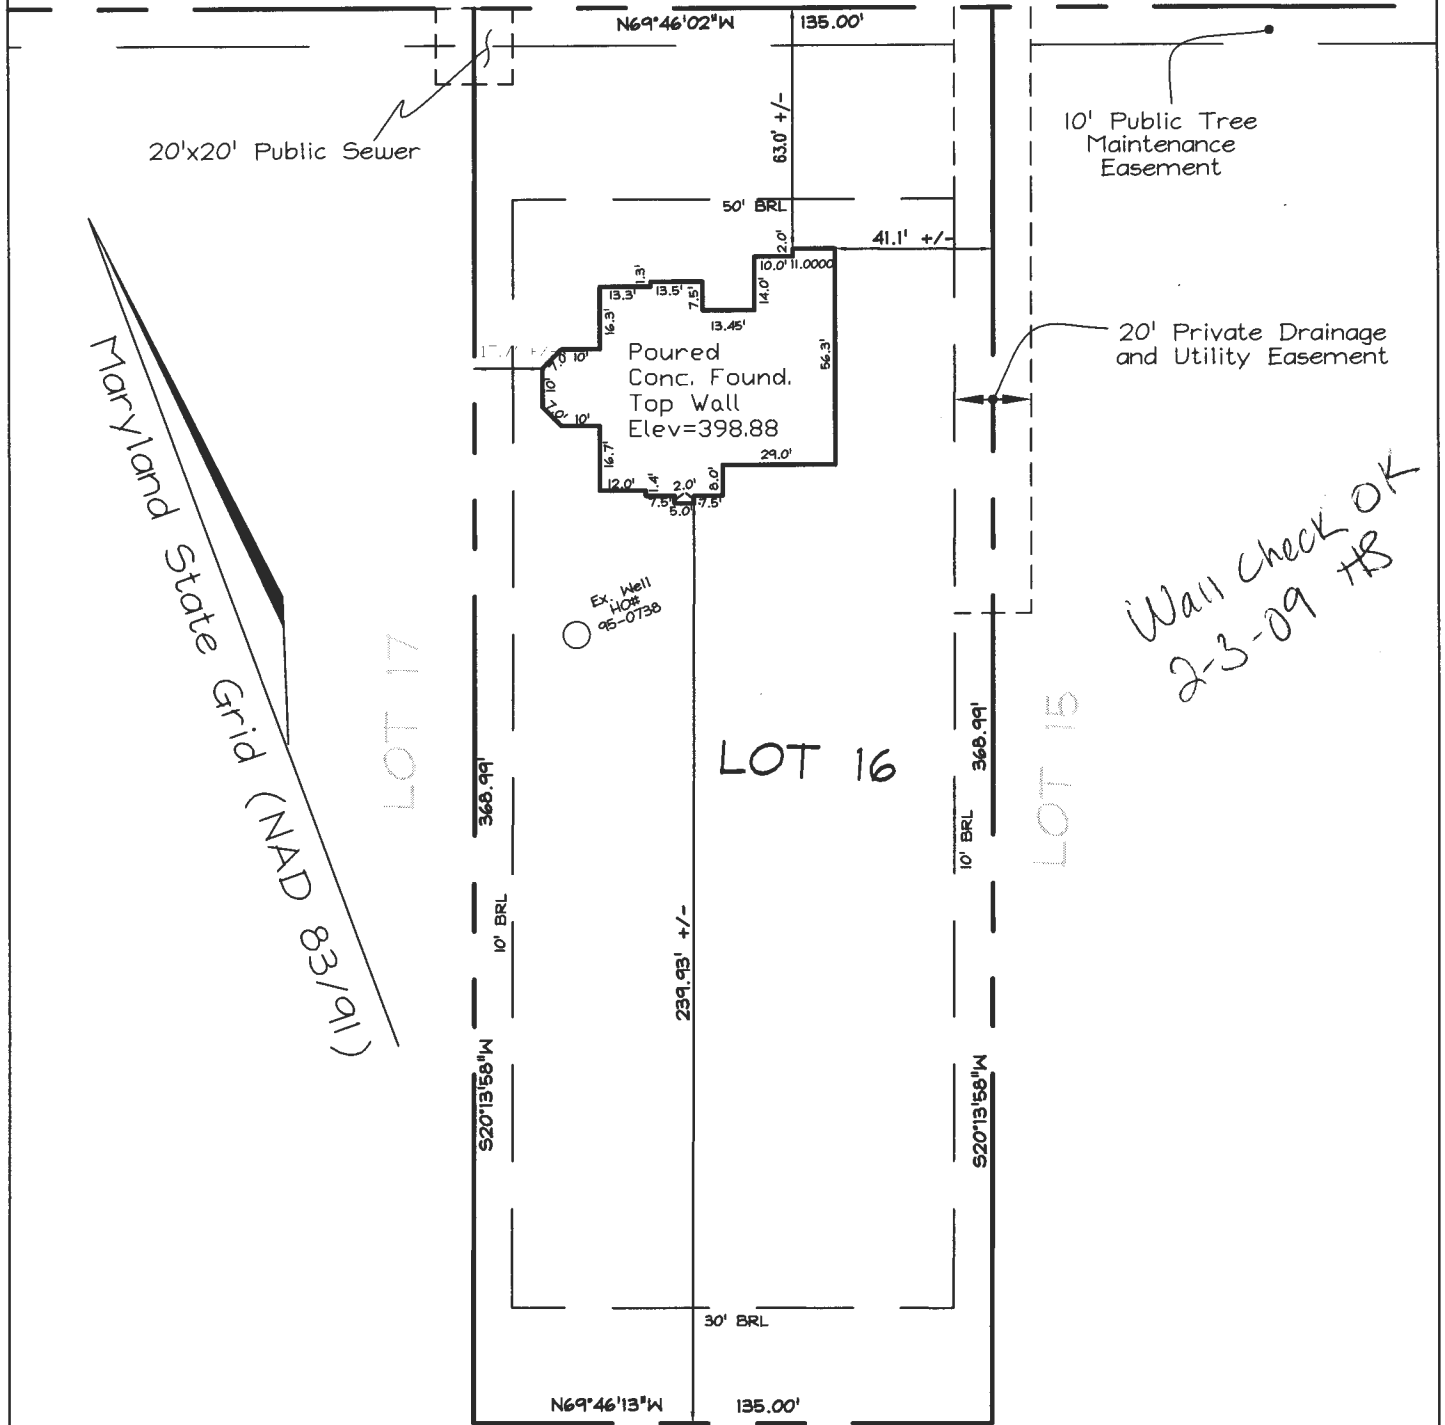 N69°46'02"W 135.00'
20'x20' Public Sewer
63.0' +/-
10' Public Tree
Maintenance
Easement
50' BRL
41.1' +/-
2.0'
10.0' 11.0000
1.3'
13.3'
13.5'
7.5'
14.0'
13.45'
16.3'
7.0' 10'
10'
7.0' 10'
56.3'
Poured
Conc. Found.
Top Wall
Elev=398.88
20' Private Drainage
and Utility Easement
29.0'
16.7'
12.0'
1.4'
2.0'
8.0'
7.5'
5.0'
7.5'
Wall Check OK
2-3-09 HS
Ex. Well
HO#
95-0738
Maryland State Grid (NAD 83/91)
LOT 17
LOT 16
LOT 15
368.99'
368.99'
10' BRL
10' BRL
239.93' +/-
S20°13'58"W
S20°13'58"W
30' BRL
N69°46'13"W 135.00'